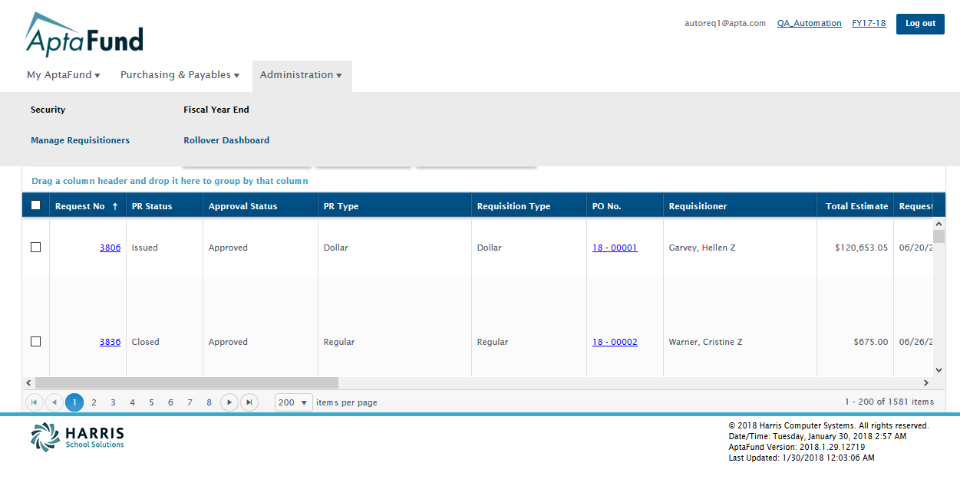 AptaFund
autoreq1@apta.com QA_Automation FY17-18 Log out
My AptaFund ▾ Purchasing & Payables ▾ Administration ▾
Security Fiscal Year End
Manage Requisitioners Rollover Dashboard
Drag a column header and drop it here to group by that column
Request No ↑ PR Status Approval Status PR Type Requisition Type PO No. Requisitioner Total Estimate Request
3806 Issued Approved Dollar Dollar 18 - 00001 Garvey, Hellen Z $120,653.05 06/20/2
3836 Closed Approved Regular Regular 18 - 00002 Warner, Cristine Z $675.00 06/26/2
1 2 3 4 5 6 7 8 200 items per page 1 - 200 of 1581 items
HARRIS
School Solutions
© 2018 Harris Computer Systems. All rights reserved.
Date/Time: Tuesday, January 30, 2018 2:57 AM
AptaFund Version: 2018.1.29.12719
Last Updated: 1/30/2018 12:03:06 AM